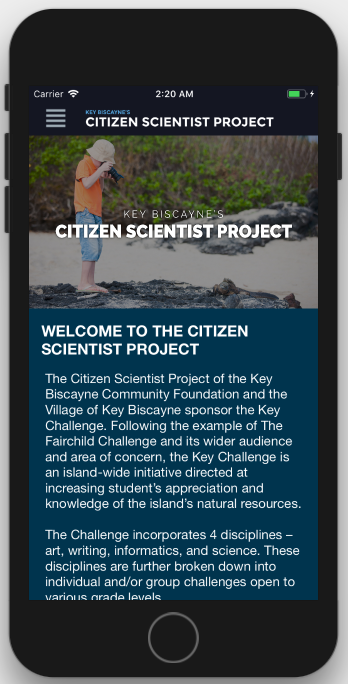 Carrier
2:20 AM
KEY BISCAYNE'S
CITIZEN SCIENTIST PROJECT
KEY BISCAYNE'S
CITIZEN SCIENTIST PROJECT
WELCOME TO THE CITIZEN
SCIENTIST PROJECT
The Citizen Scientist Project of the Key
Biscayne Community Foundation and the
Village of Key Biscayne sponsor the Key
Challenge. Following the example of The
Fairchild Challenge and its wider audience
and area of concern, the Key Challenge is
an island-wide initiative directed at
increasing student's appreciation and
knowledge of the island's natural resources.
The Challenge incorporates 4 disciplines –
art, writing, informatics, and science. These
disciplines are further broken down into
individual and/or group challenges open to
various grade levels.